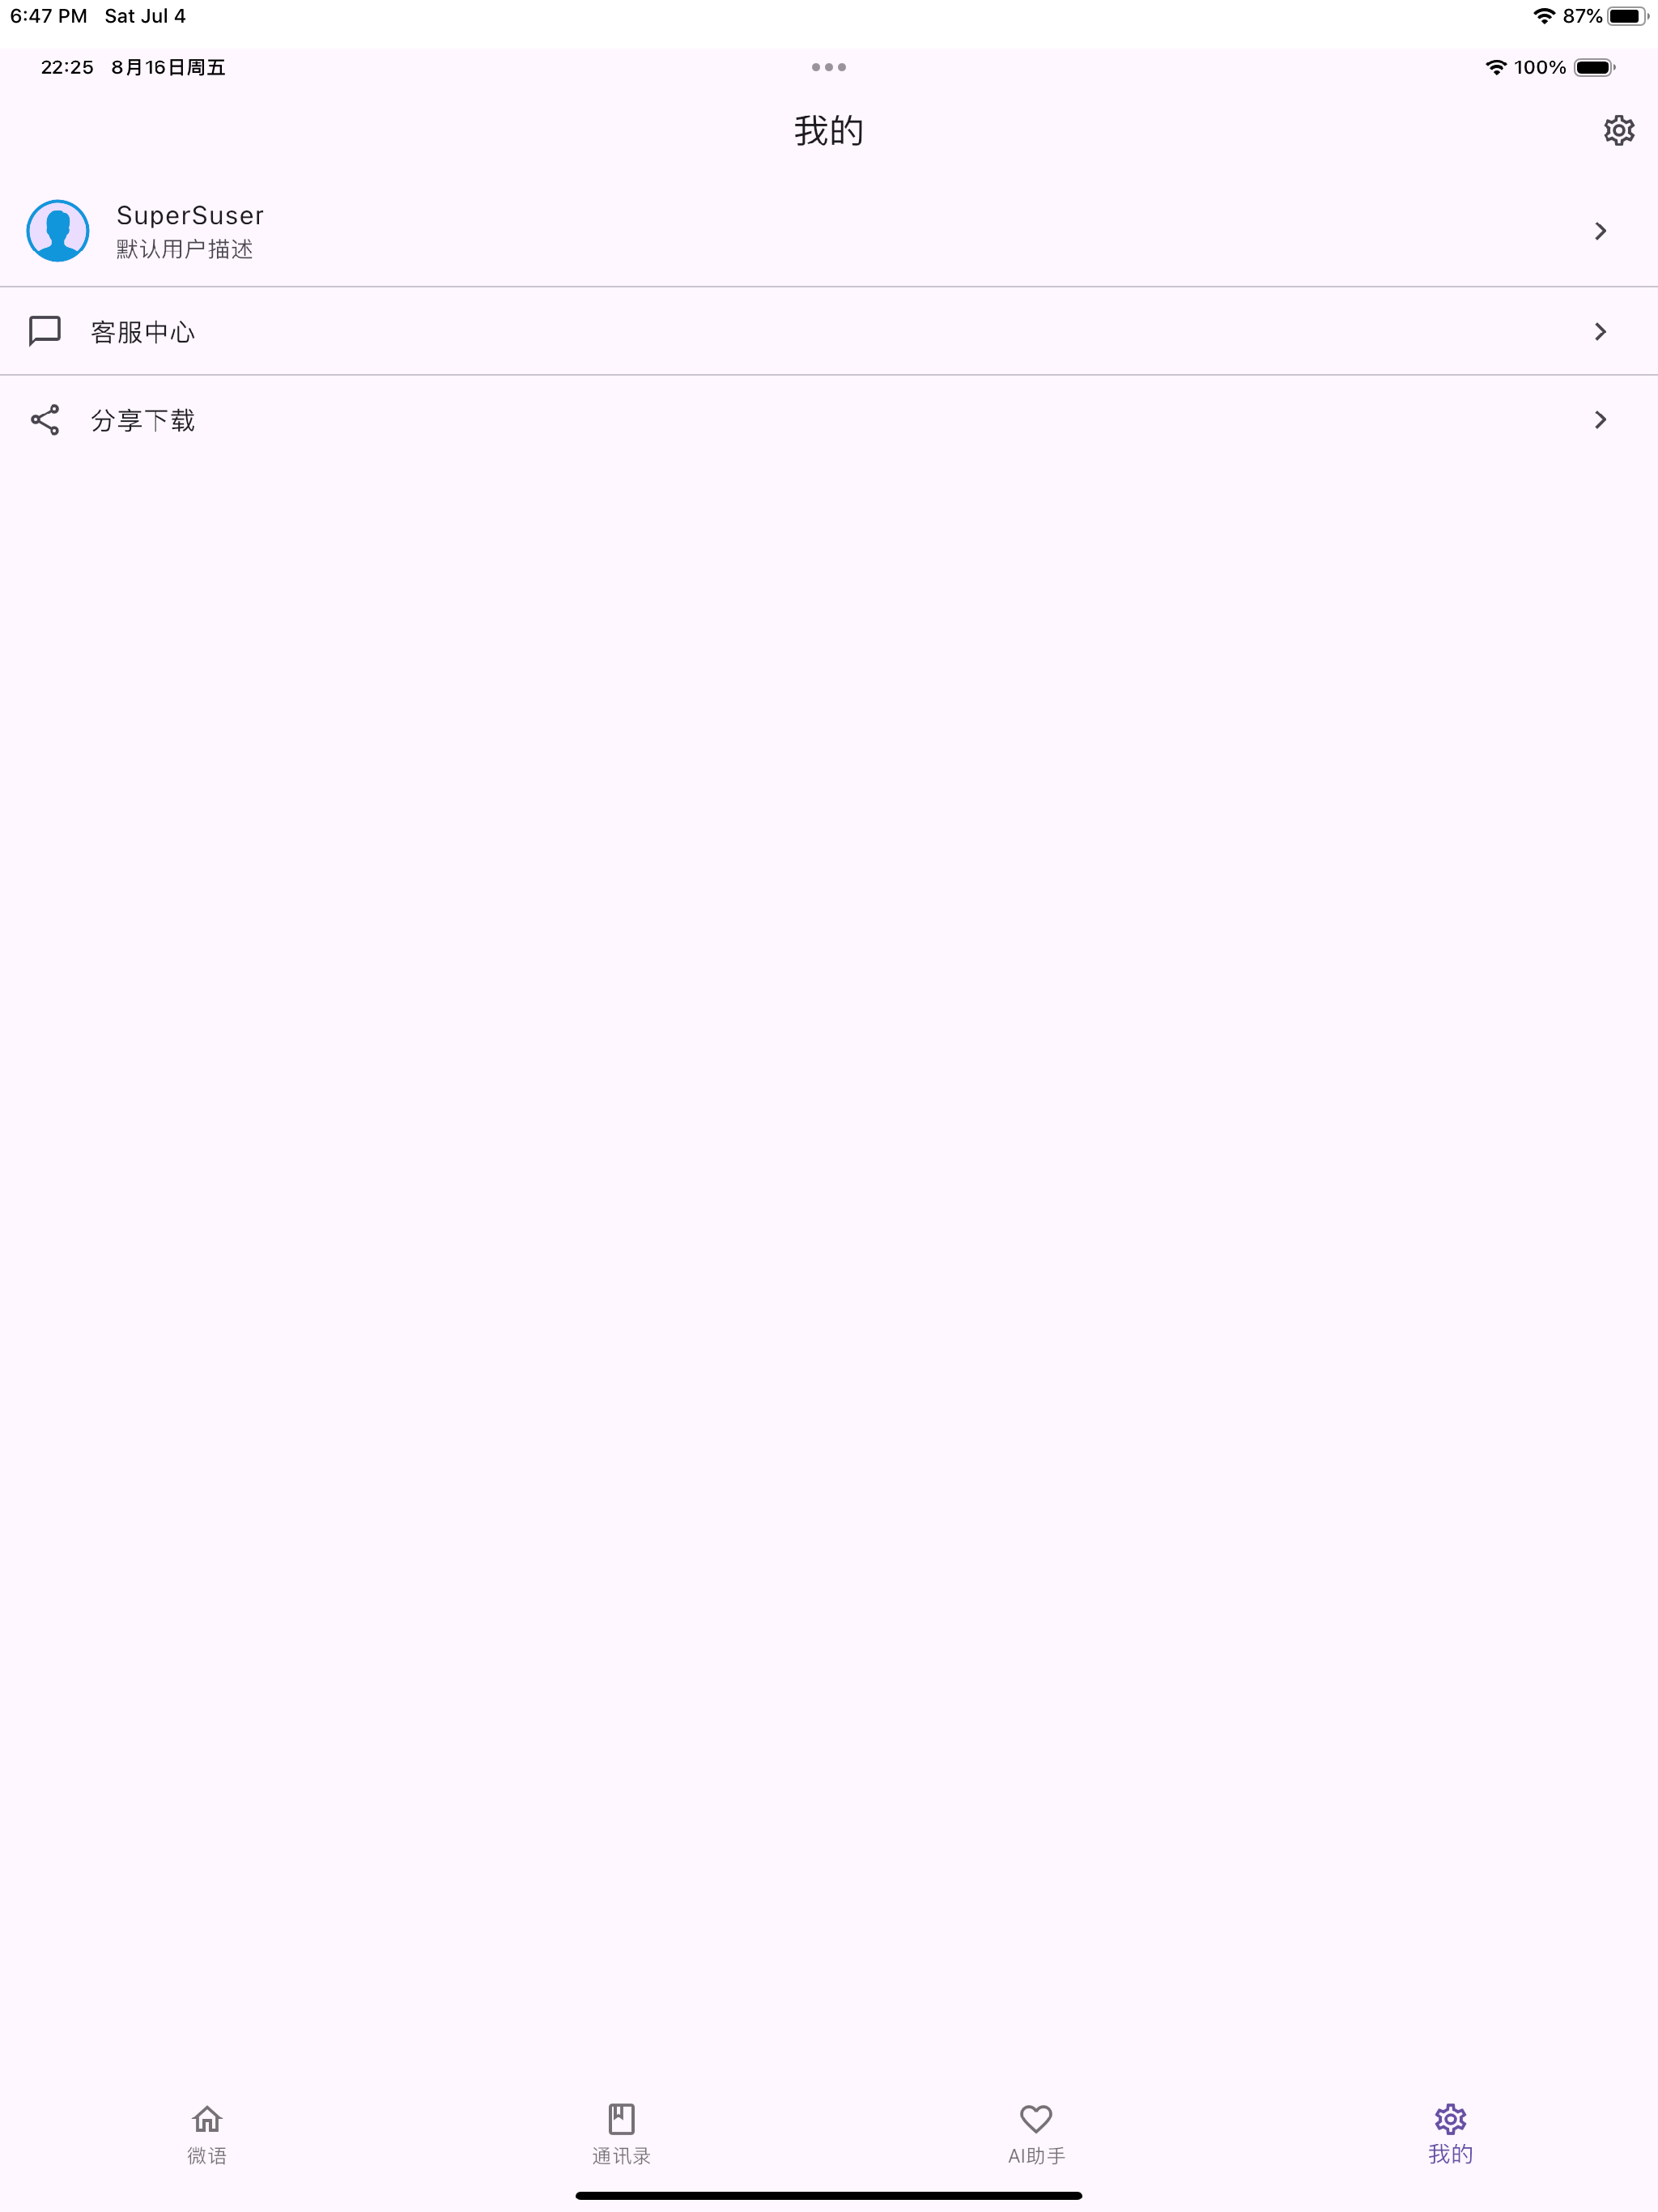 6:47 PM Sat Jul 4 87%
22:25 8月16日周五 100%
我的
SuperSuser
默认用户描述
客服中心
分享下载
微语 通讯录 AI助手 我的